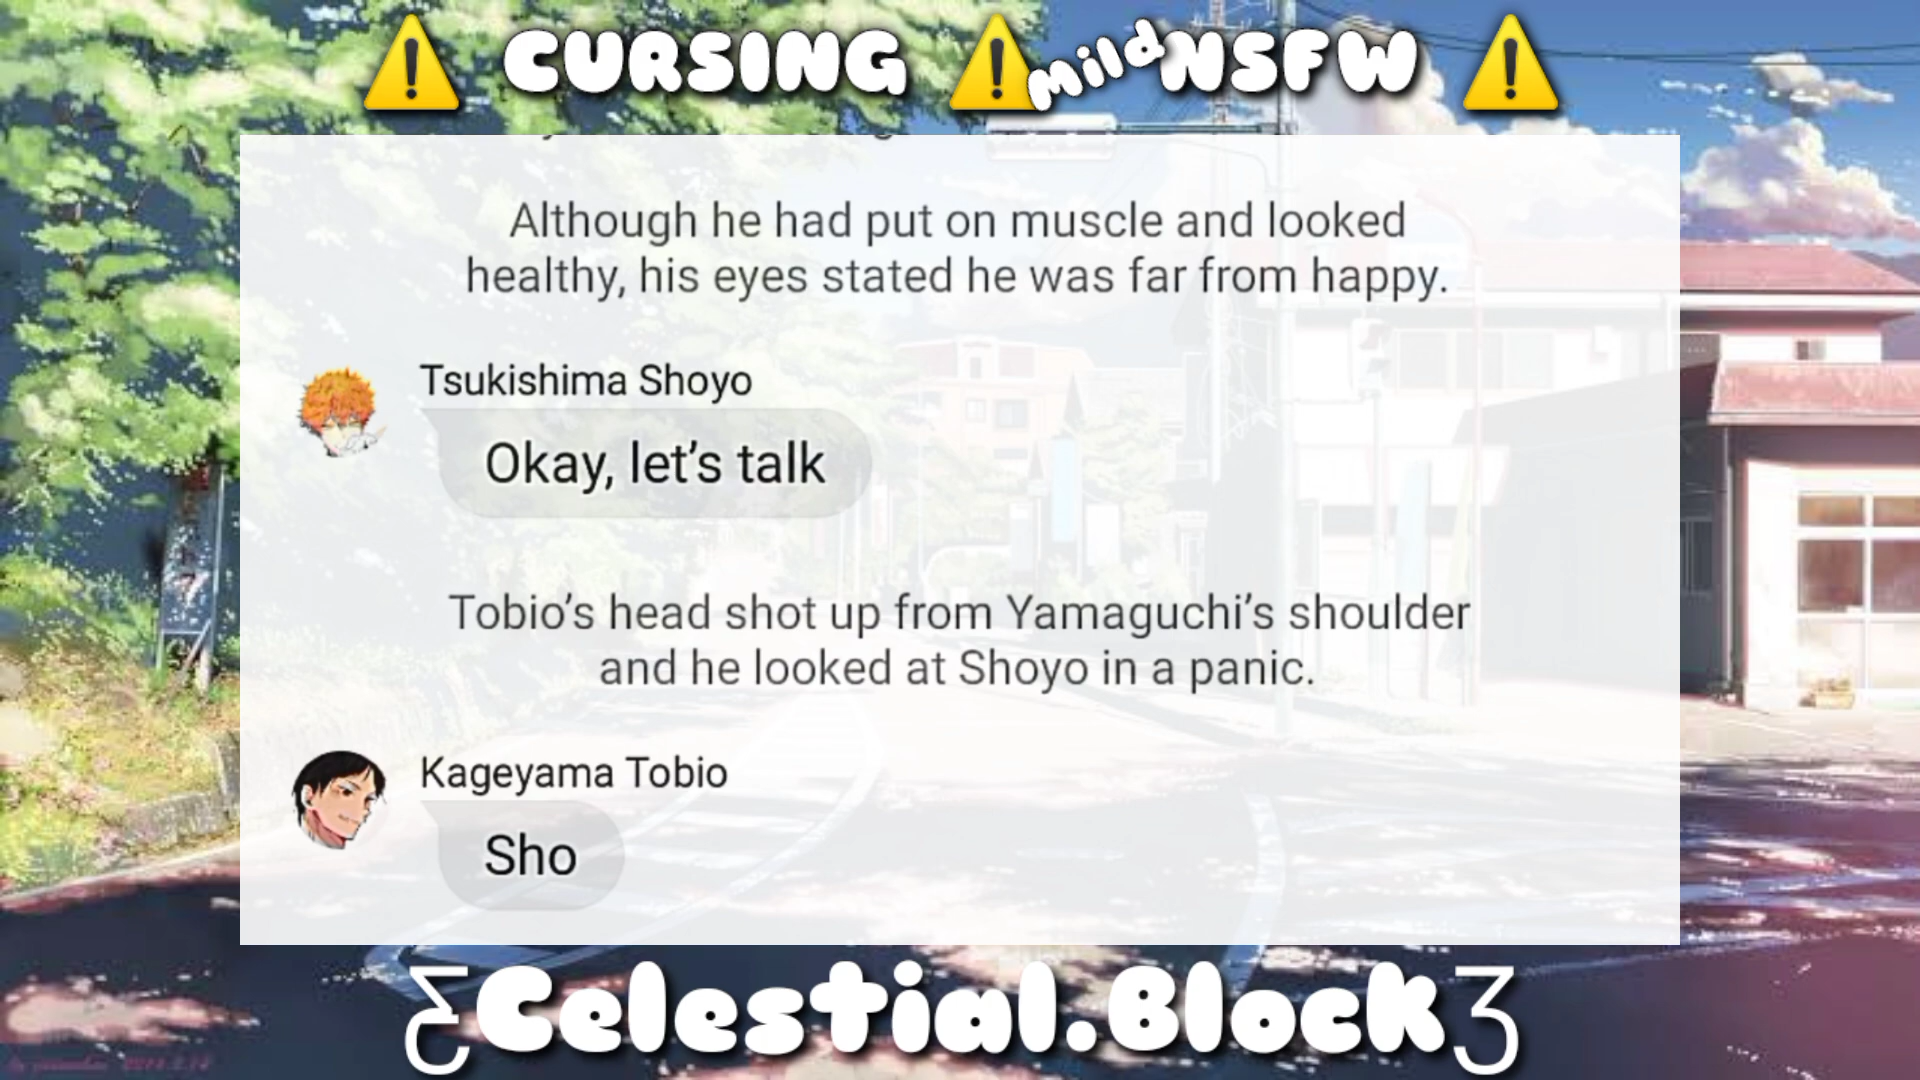 ⚠️ CURSING ⚠️ Mild NSFW ⚠️
Although he had put on muscle and looked
healthy, his eyes stated he was far from happy.
Tsukishima Shoyo
Okay, let’s talk
Tobio’s head shot up from Yamaguchi’s shoulder
and he looked at Shoyo in a panic.
Kageyama Tobio
Sho
ƸCelestial.BlockƷ